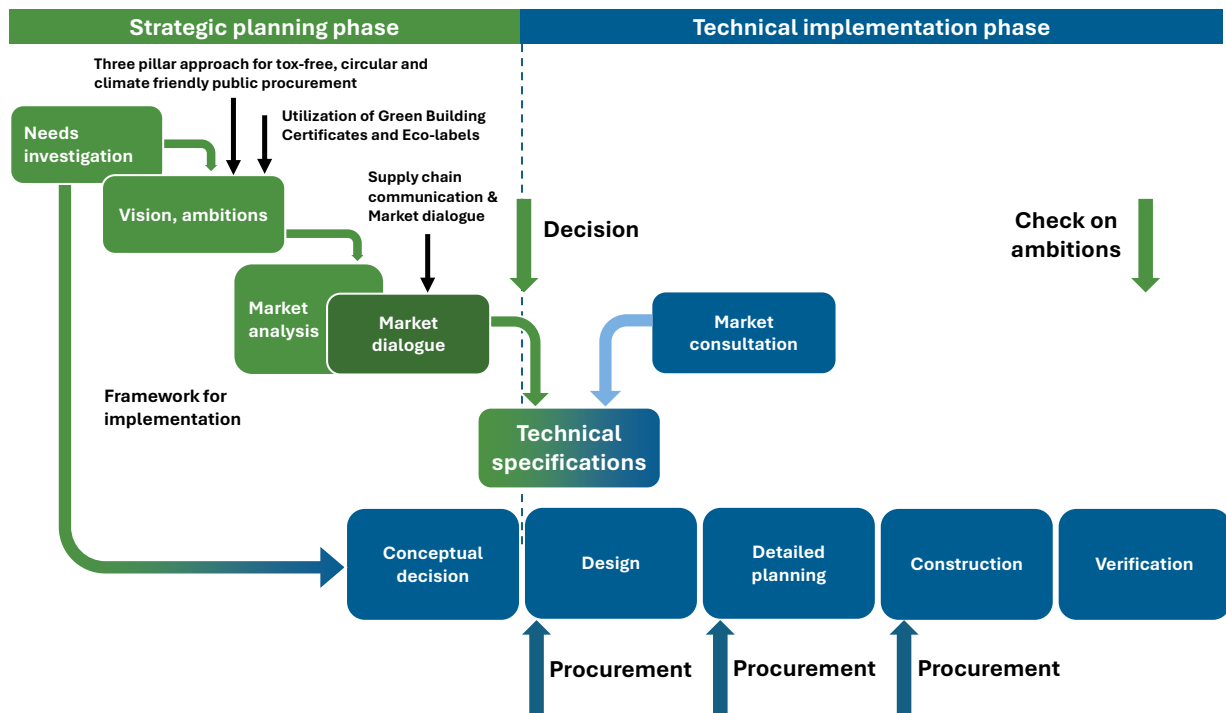 Strategic planning phase
Technical implementation phase
Three pillar approach for tox-free, circular and
climate friendly public procurement
Utilization of Green Building
Certificates and Eco-labels
Needs
investigation
Vision, ambitions
Supply chain
communication &
Market dialogue
Decision
Check on
ambitions
Market
analysis
Market
dialogue
Market
consultation
Framework for
implementation
Technical
specifications
Conceptual
decision
Design
Detailed
planning
Construction
Verification
Procurement
Procurement
Procurement